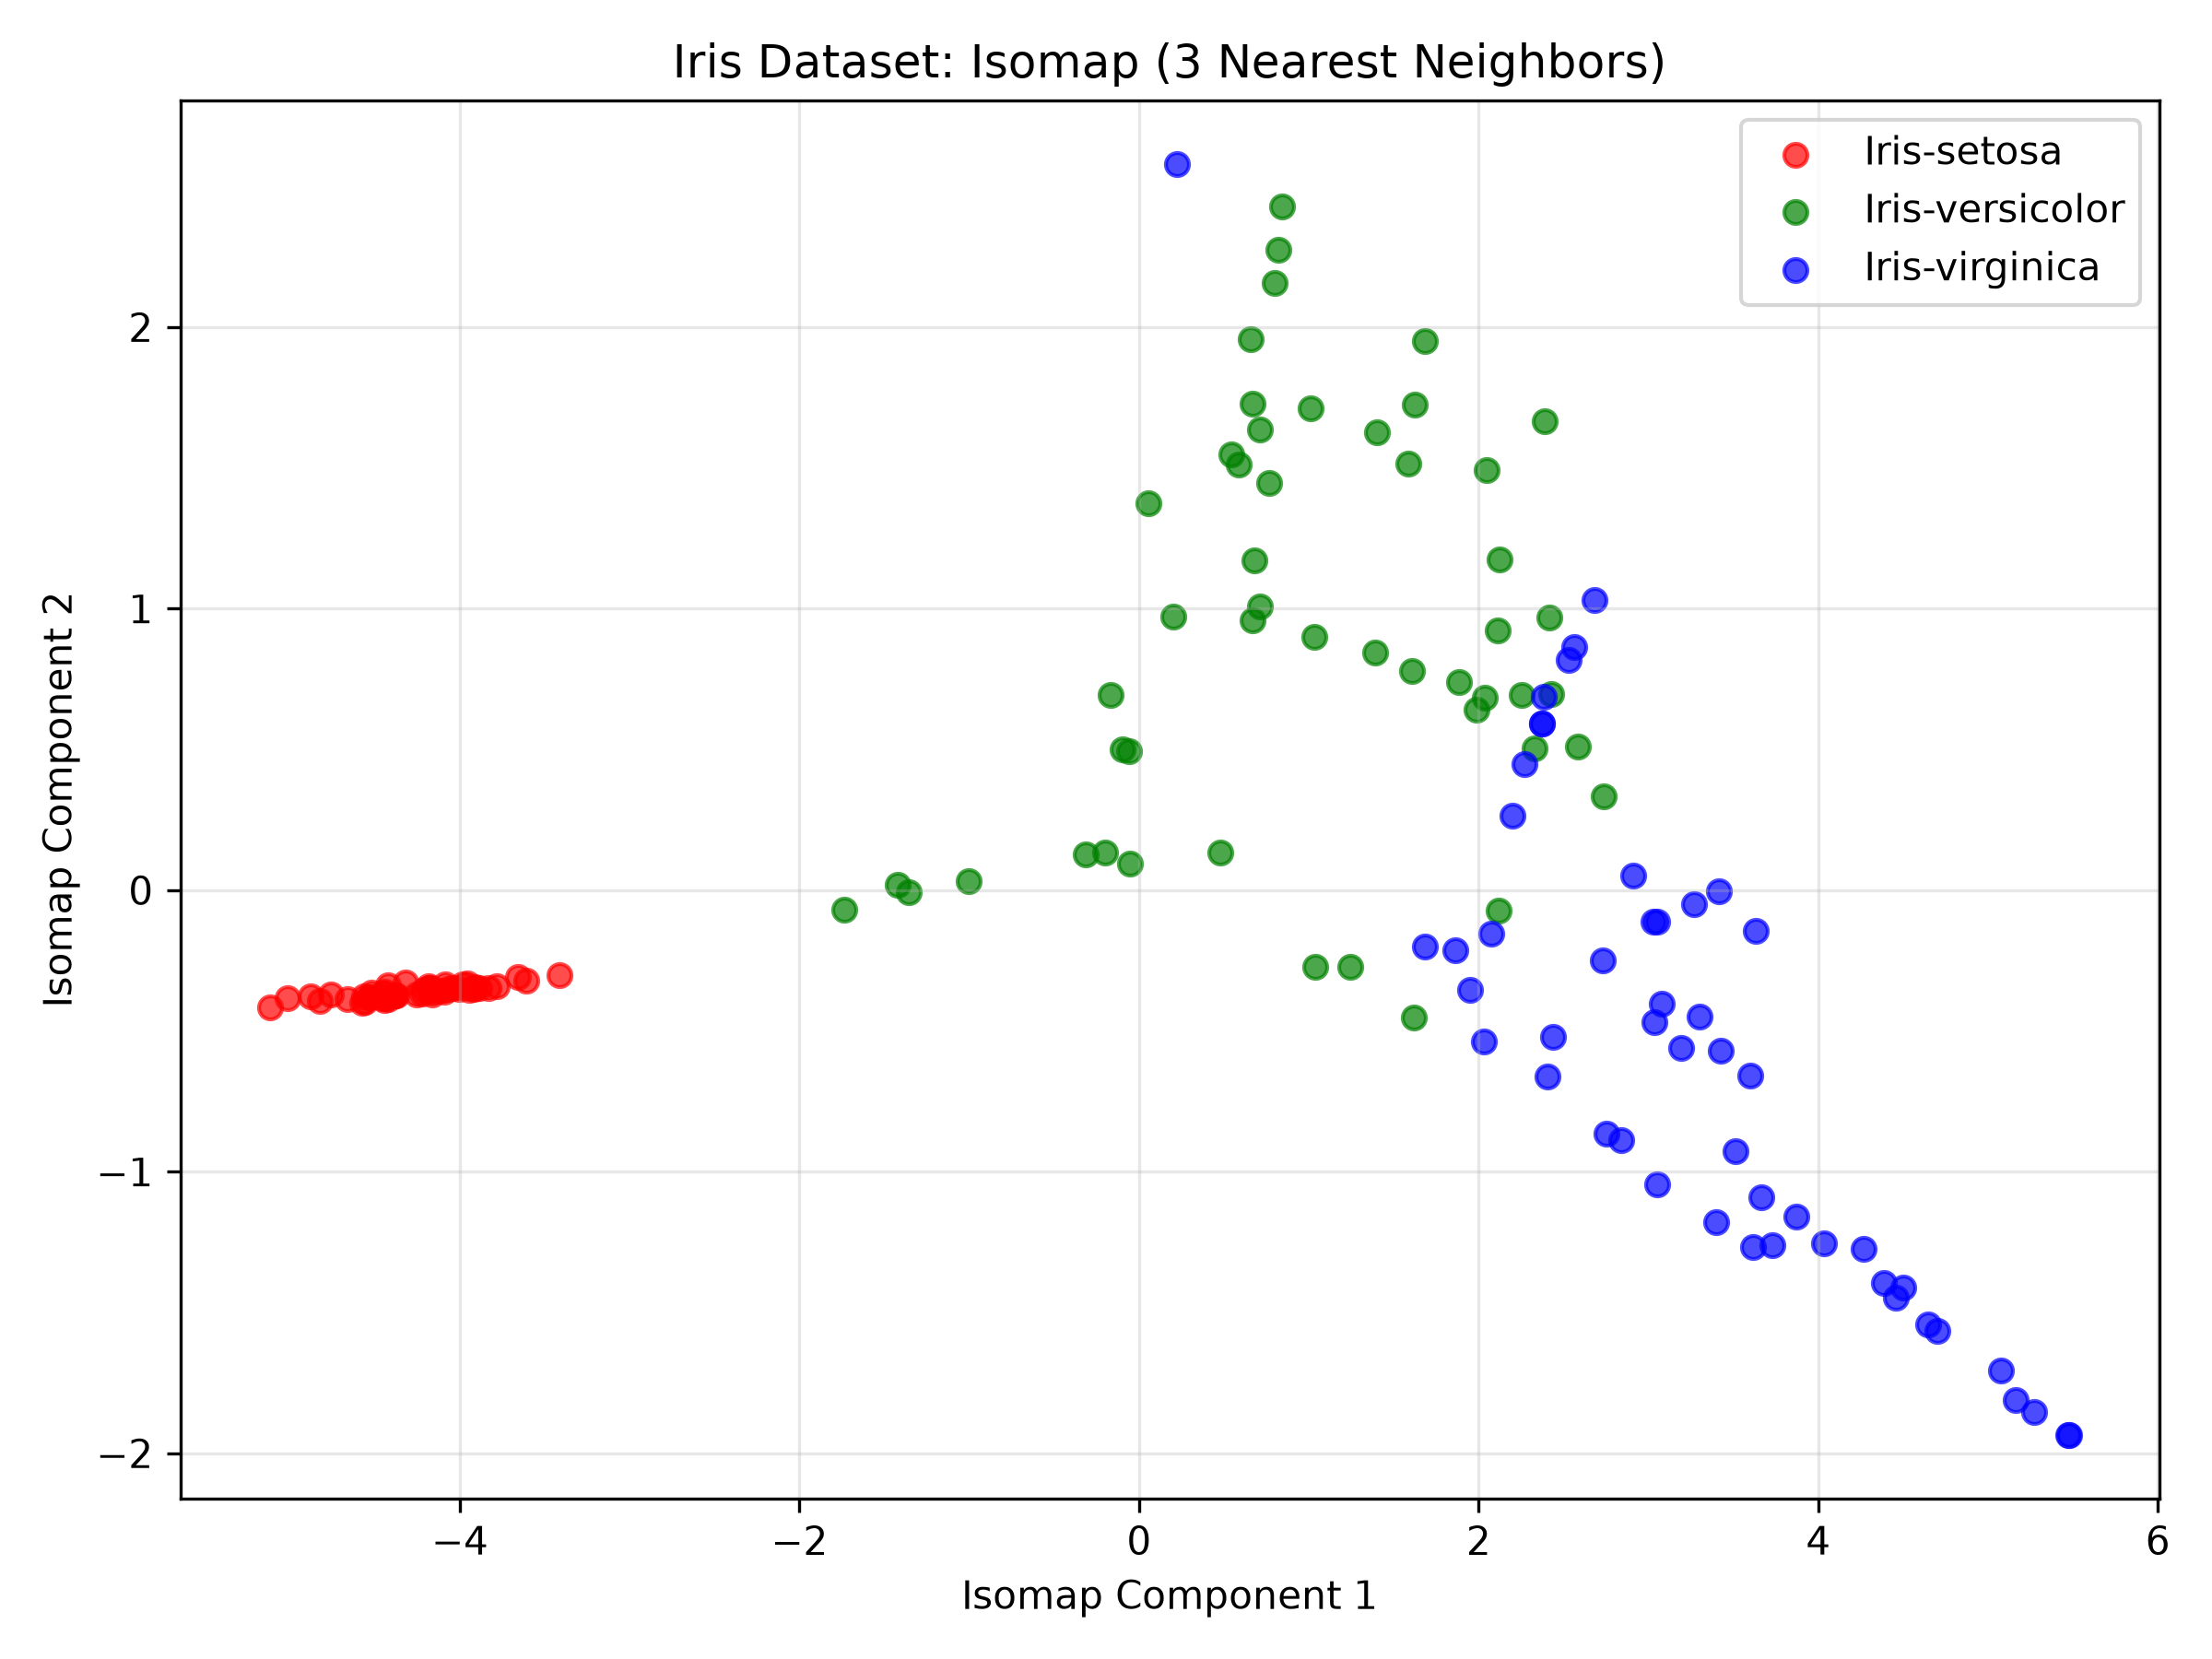 Iris Dataset: Isomap (3 Nearest Neighbors)
Iris-setosa
Iris-versicolor
Iris-virginica
2
1
0
−1
−2
Isomap Component 2
−4
−2
0
2
4
6
Isomap Component 1